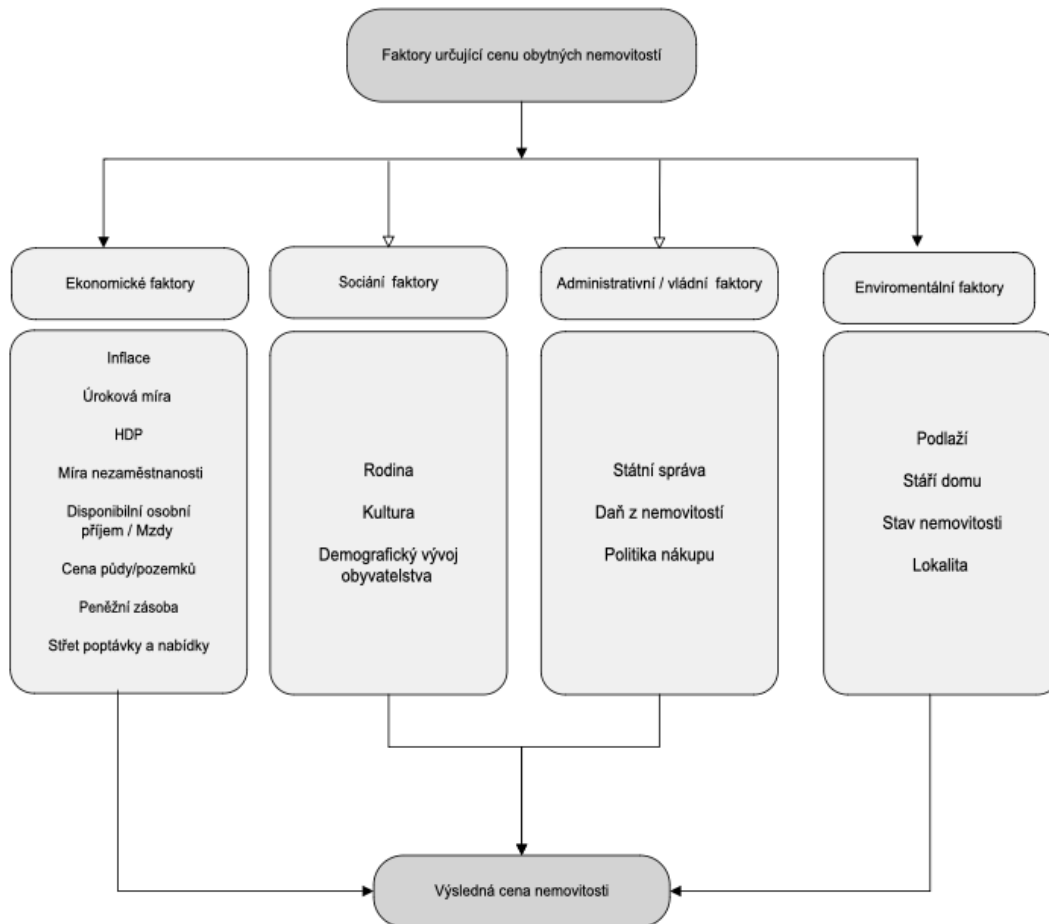 Faktory určující cenu obytných nemovitostí
Ekonomické faktory
Sociání faktory
Administrativní / vládní faktory
Enviromentální faktory
Inflace
Úroková míra
HDP
Míra nezaměstnanosti
Disponibilní osobní
příjem / Mzdy
Cena půdy/pozemků
Peněžní zásoba
Střet poptávky a nabídky
Rodina
Kultura
Demografický vývoj
obyvatelstva
Státní správa
Daň z nemovitostí
Politika nákupu
Podlaží
Stáří domu
Stav nemovitosti
Lokalita
Výsledná cena nemovitosti